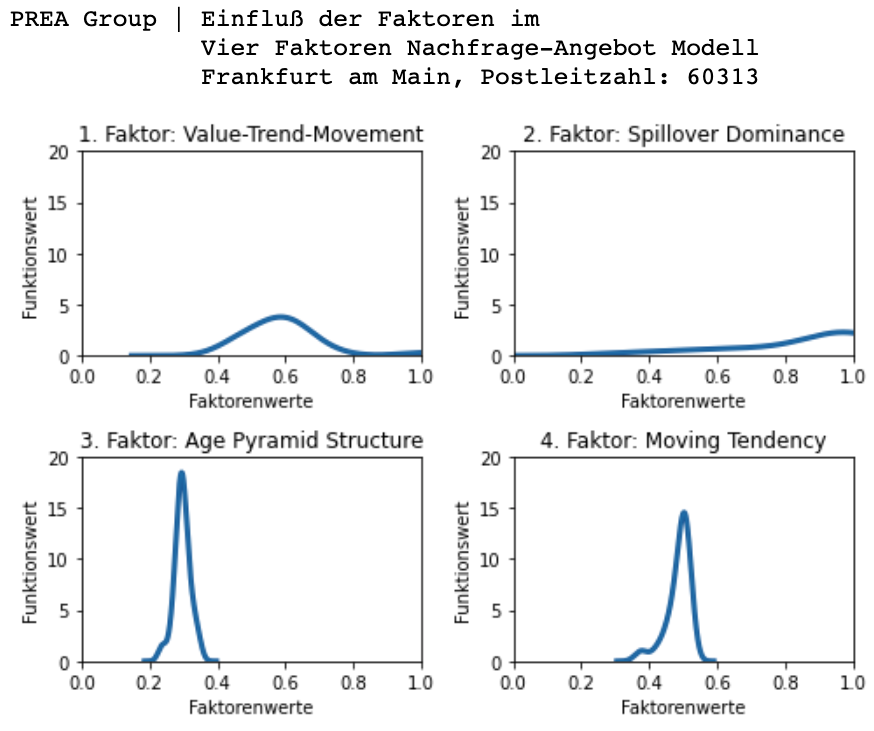 PREA Group | Einfluß der Faktoren im
Vier Faktoren Nachfrage-Angebot Modell
Frankfurt am Main, Postleitzahl: 60313
1. Faktor: Value-Trend-Movement
20
15
10
5
0
Funktionswert
0.0 0.2 0.4 0.6 0.8 1.0
Faktorenwerte
2. Faktor: Spillover Dominance
20
15
10
5
0
Funktionswert
0.0 0.2 0.4 0.6 0.8 1.0
Faktorenwerte
3. Faktor: Age Pyramid Structure
20
15
10
5
0
Funktionswert
0.0 0.2 0.4 0.6 0.8 1.0
Faktorenwerte
4. Faktor: Moving Tendency
20
15
10
5
0
Funktionswert
0.0 0.2 0.4 0.6 0.8 1.0
Faktorenwerte